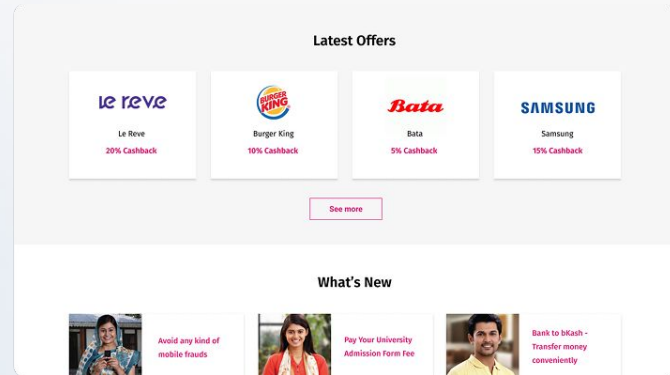 Latest Offers
Le reve
BURGER
KING
Bata
SAMSUNG
Le Reve
Burger King
Bata
Samsung
20% Cashback
10% Cashback
5% Cashback
15% Cashback
See more
What's New
Avoid any kind of
mobile frauds
Pay Your University
Admission Form Fee
Bank to bKash -
Transfer money
conveniently